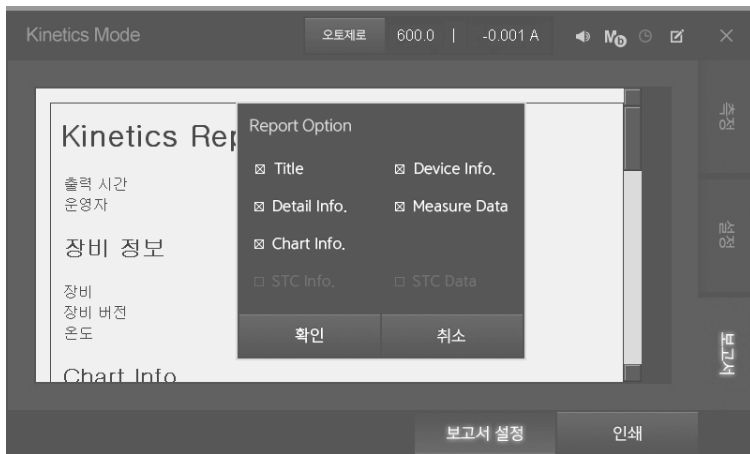 Kinetics Mode
오토제로 600.0 | -0.001 A
Mb
Kinetics Rep
출력 시간
운영자
장비 정보
장비
장비 버전
온도
Chart Info
Report Option
☒ Title ☒ Device Info.
☒ Detail Info. ☒ Measure Data
☒ Chart Info.
☐ STC Info. ☐ STC Data
확인 취소
측정
설정
보고서
보고서 설정 인쇄